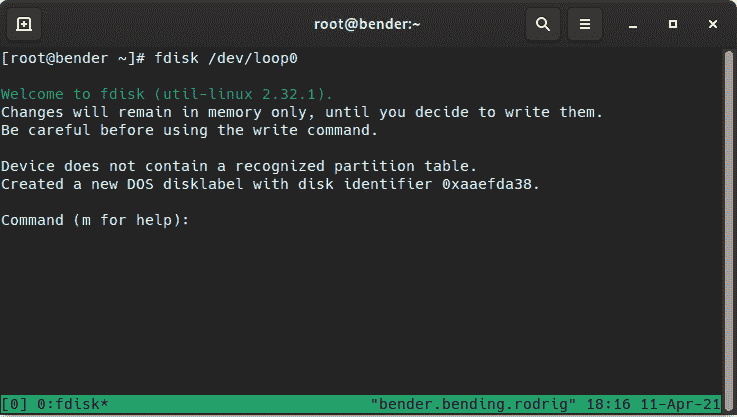 root@bender:~
[root@bender ~]# fdisk /dev/loop0
Welcome to fdisk (util-linux 2.32.1).
Changes will remain in memory only, until you decide to write them.
Be careful before using the write command.
Device does not contain a recognized partition table.
Created a new DOS disklabel with disk identifier 0xaaefda38.
Command (m for help):
[0] 0:fdisk* "bender.bending.rodrig" 18:16 11-Apr-21